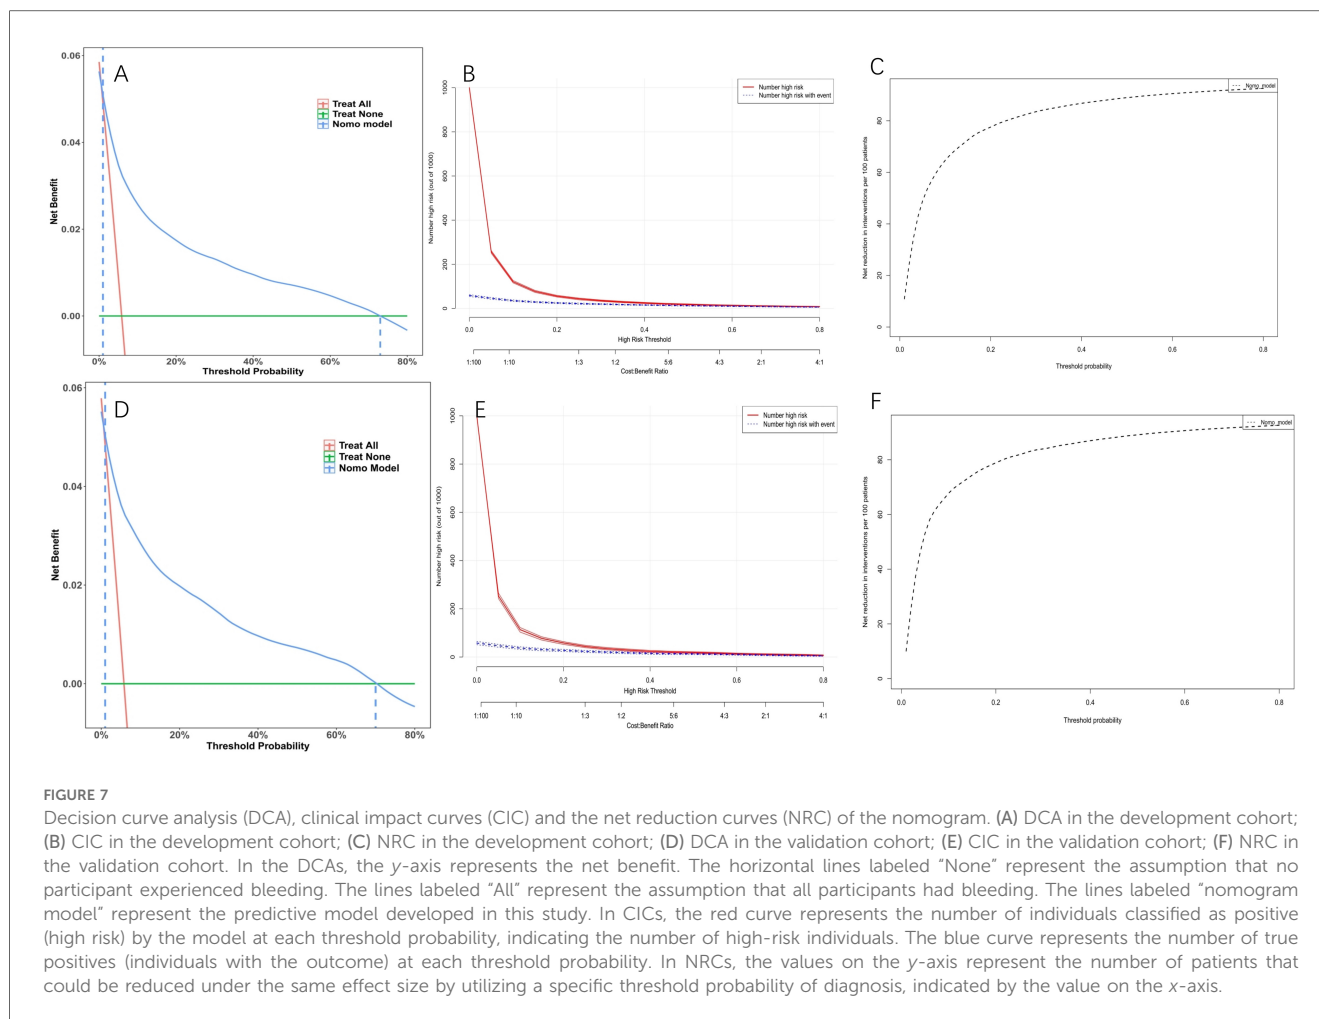 A
0.06
0.04
0.02
0.00
Net Benefit
Treat All
Treat None
Nomo model
0%
20%
40%
60%
80%
Threshold Probability
B
Number high risk
Number high risk with event
1000
800
600
400
200
0
Number high risk (out of 1000)
0.0
0.2
0.4
0.6
0.8
High Risk Threshold
1:100
1:10
1:3
1:2
5:6
4:3
2:1
4:1
Cost:Benefit Ratio
C
Nomo_model
80
60
40
20
0
Net reduction in interventions per 100 patients
0.0
0.2
0.4
0.6
0.8
Threshold probability
D
0.06
0.04
0.02
0.00
Net Benefit
Treat All
Treat None
Nomo Model
0%
20%
40%
60%
80%
Threshold Probability
E
Number high risk
Number high risk with event
1000
800
600
400
200
0
Number high risk (out of 1000)
0.0
0.2
0.4
0.6
0.8
High Risk Threshold
1:100
1:10
1:3
1:2
5:6
4:3
2:1
4:1
Cost:Benefit Ratio
F
Nomo_model
80
60
40
20
0
Net reduction in interventions per 100 patients
0.0
0.2
0.4
0.6
0.8
Threshold probability
FIGURE 7
Decision curve analysis (DCA), clinical impact curves (CIC) and the net reduction curves (NRC) of the nomogram. (A) DCA in the development cohort;
(B) CIC in the development cohort; (C) NRC in the development cohort; (D) DCA in the validation cohort; (E) CIC in the validation cohort; (F) NRC in
the validation cohort. In the DCAs, the y-axis represents the net benefit. The horizontal lines labeled “None” represent the assumption that no
participant experienced bleeding. The lines labeled “All” represent the assumption that all participants had bleeding. The lines labeled “nomogram
model” represent the predictive model developed in this study. In CICs, the red curve represents the number of individuals classified as positive
(high risk) by the model at each threshold probability, indicating the number of high-risk individuals. The blue curve represents the number of true
positives (individuals with the outcome) at each threshold probability. In NRCs, the values on the y-axis represent the number of patients that
could be reduced under the same effect size by utilizing a specific threshold probability of diagnosis, indicated by the value on the x-axis.